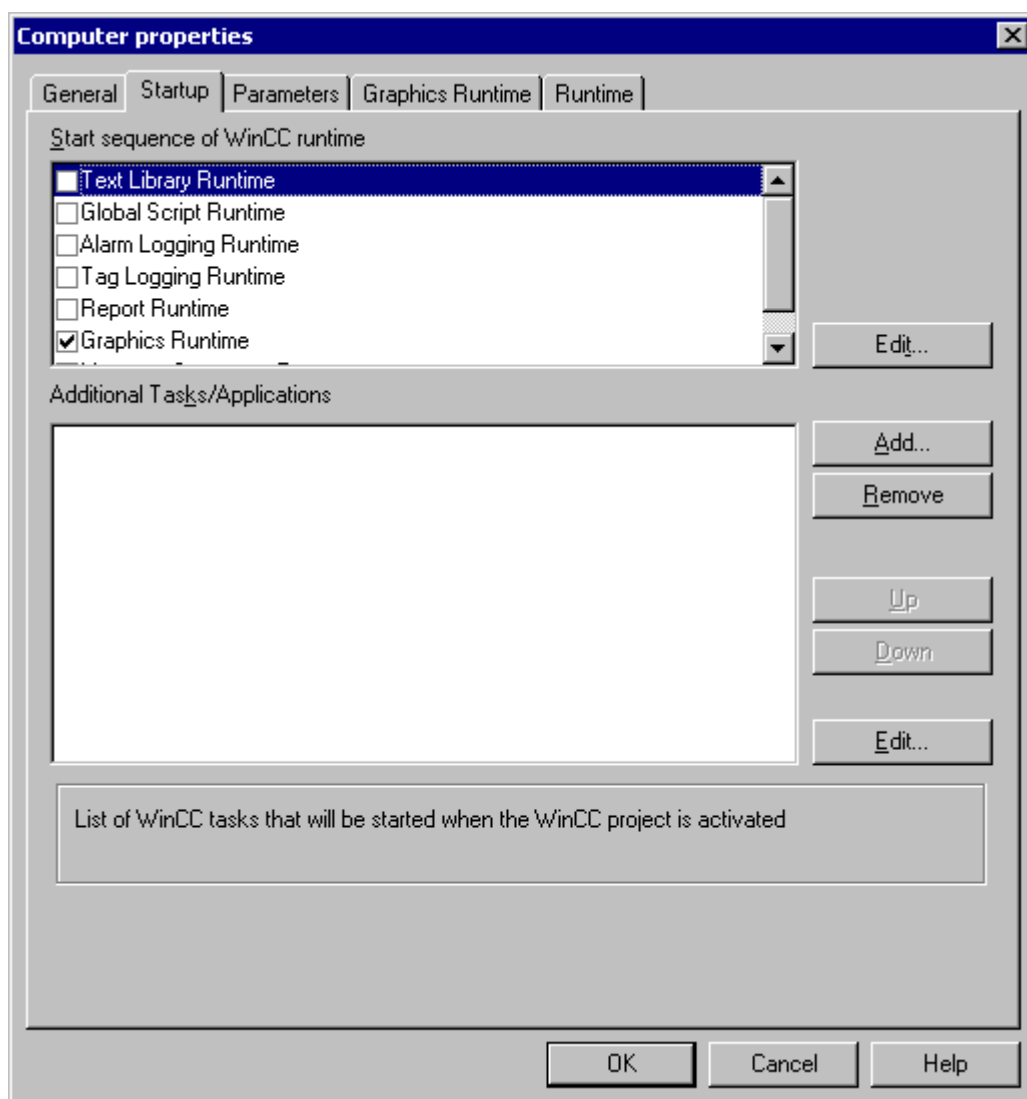 Computer properties
General Startup Parameters Graphics Runtime Runtime
Start sequence of WinCC runtime
Text Library Runtime
Global Script Runtime
Alarm Logging Runtime
Tag Logging Runtime
Report Runtime
Graphics Runtime
Edit...
Additional Tasks/Applications
Add...
Remove
Up
Down
Edit...
List of WinCC tasks that will be started when the WinCC project is activated
OK Cancel Help